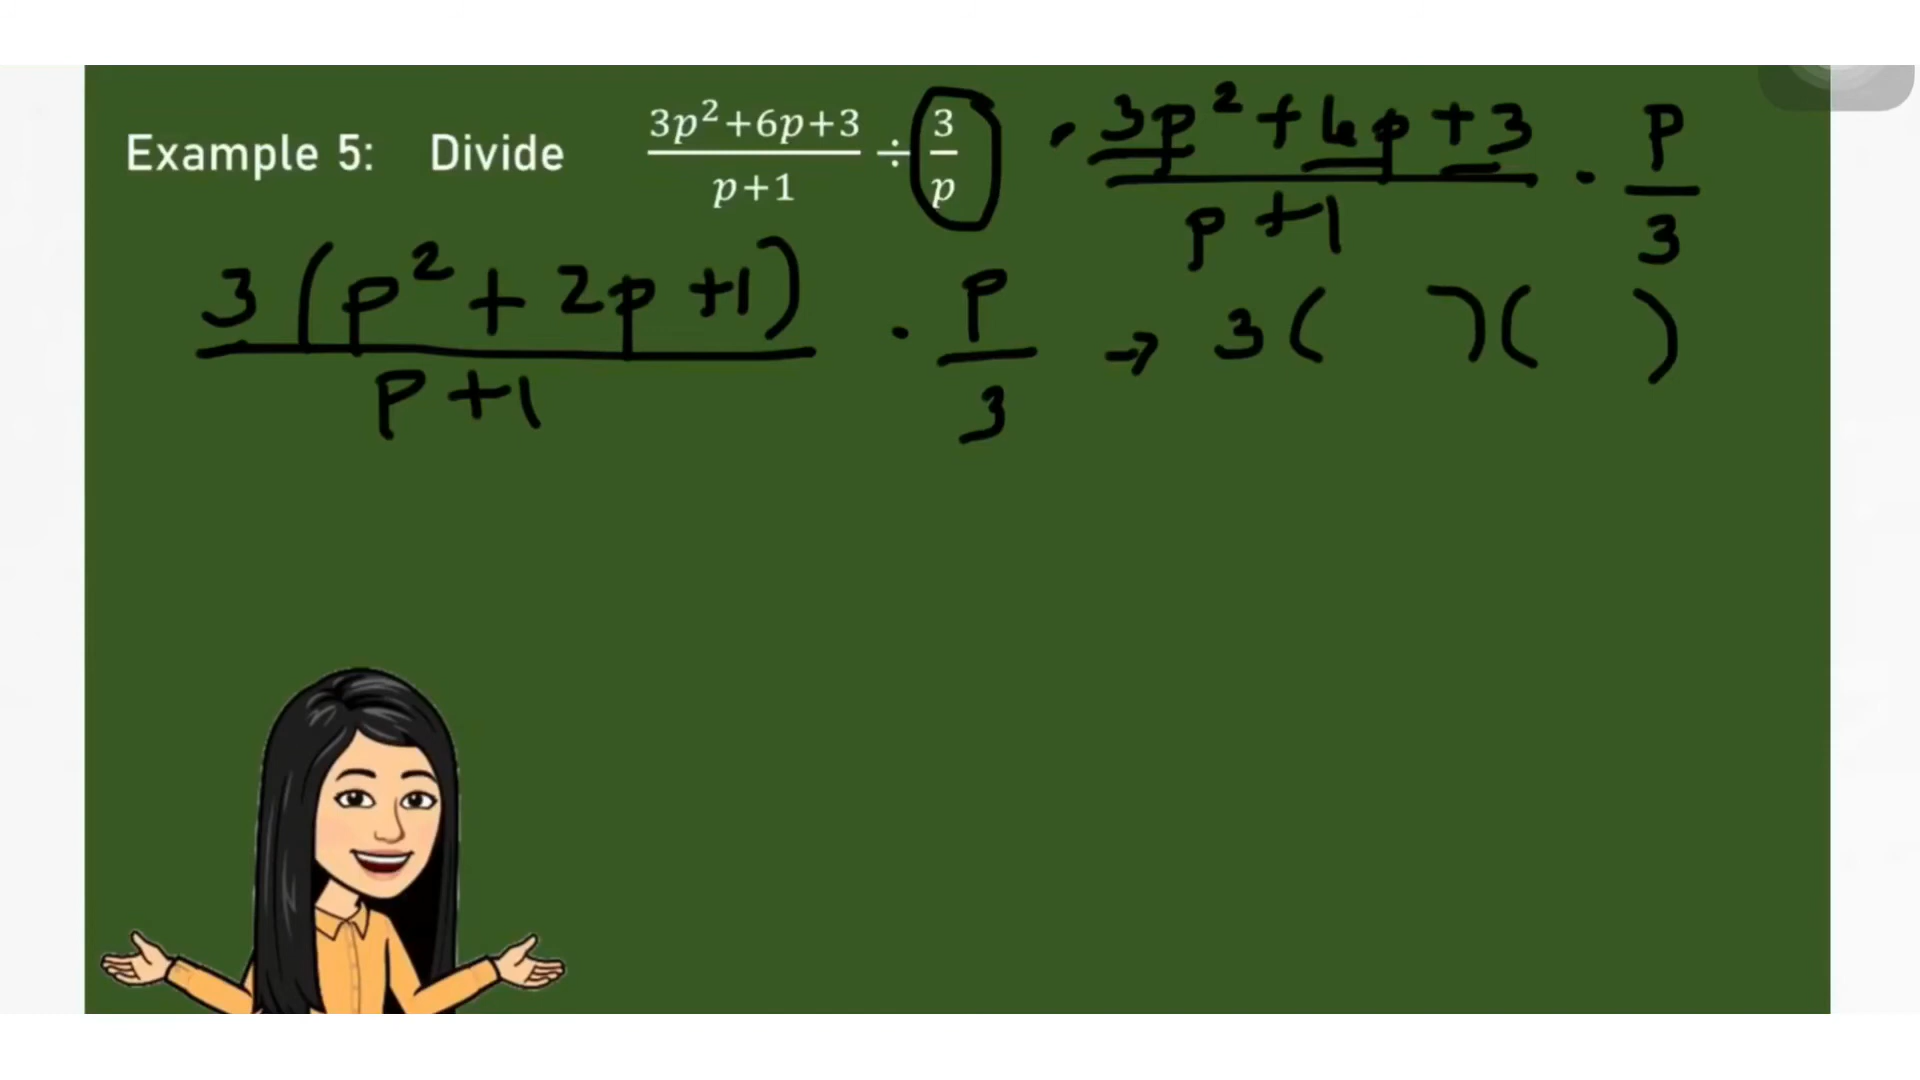 Example 5: Divide (3p²+6p+3)/(p+1) ÷ 3/p · (3p²+6p+3)/(p+1) · p/3
3(p²+2p+1)/(p+1) · p/3 → 3( )( )